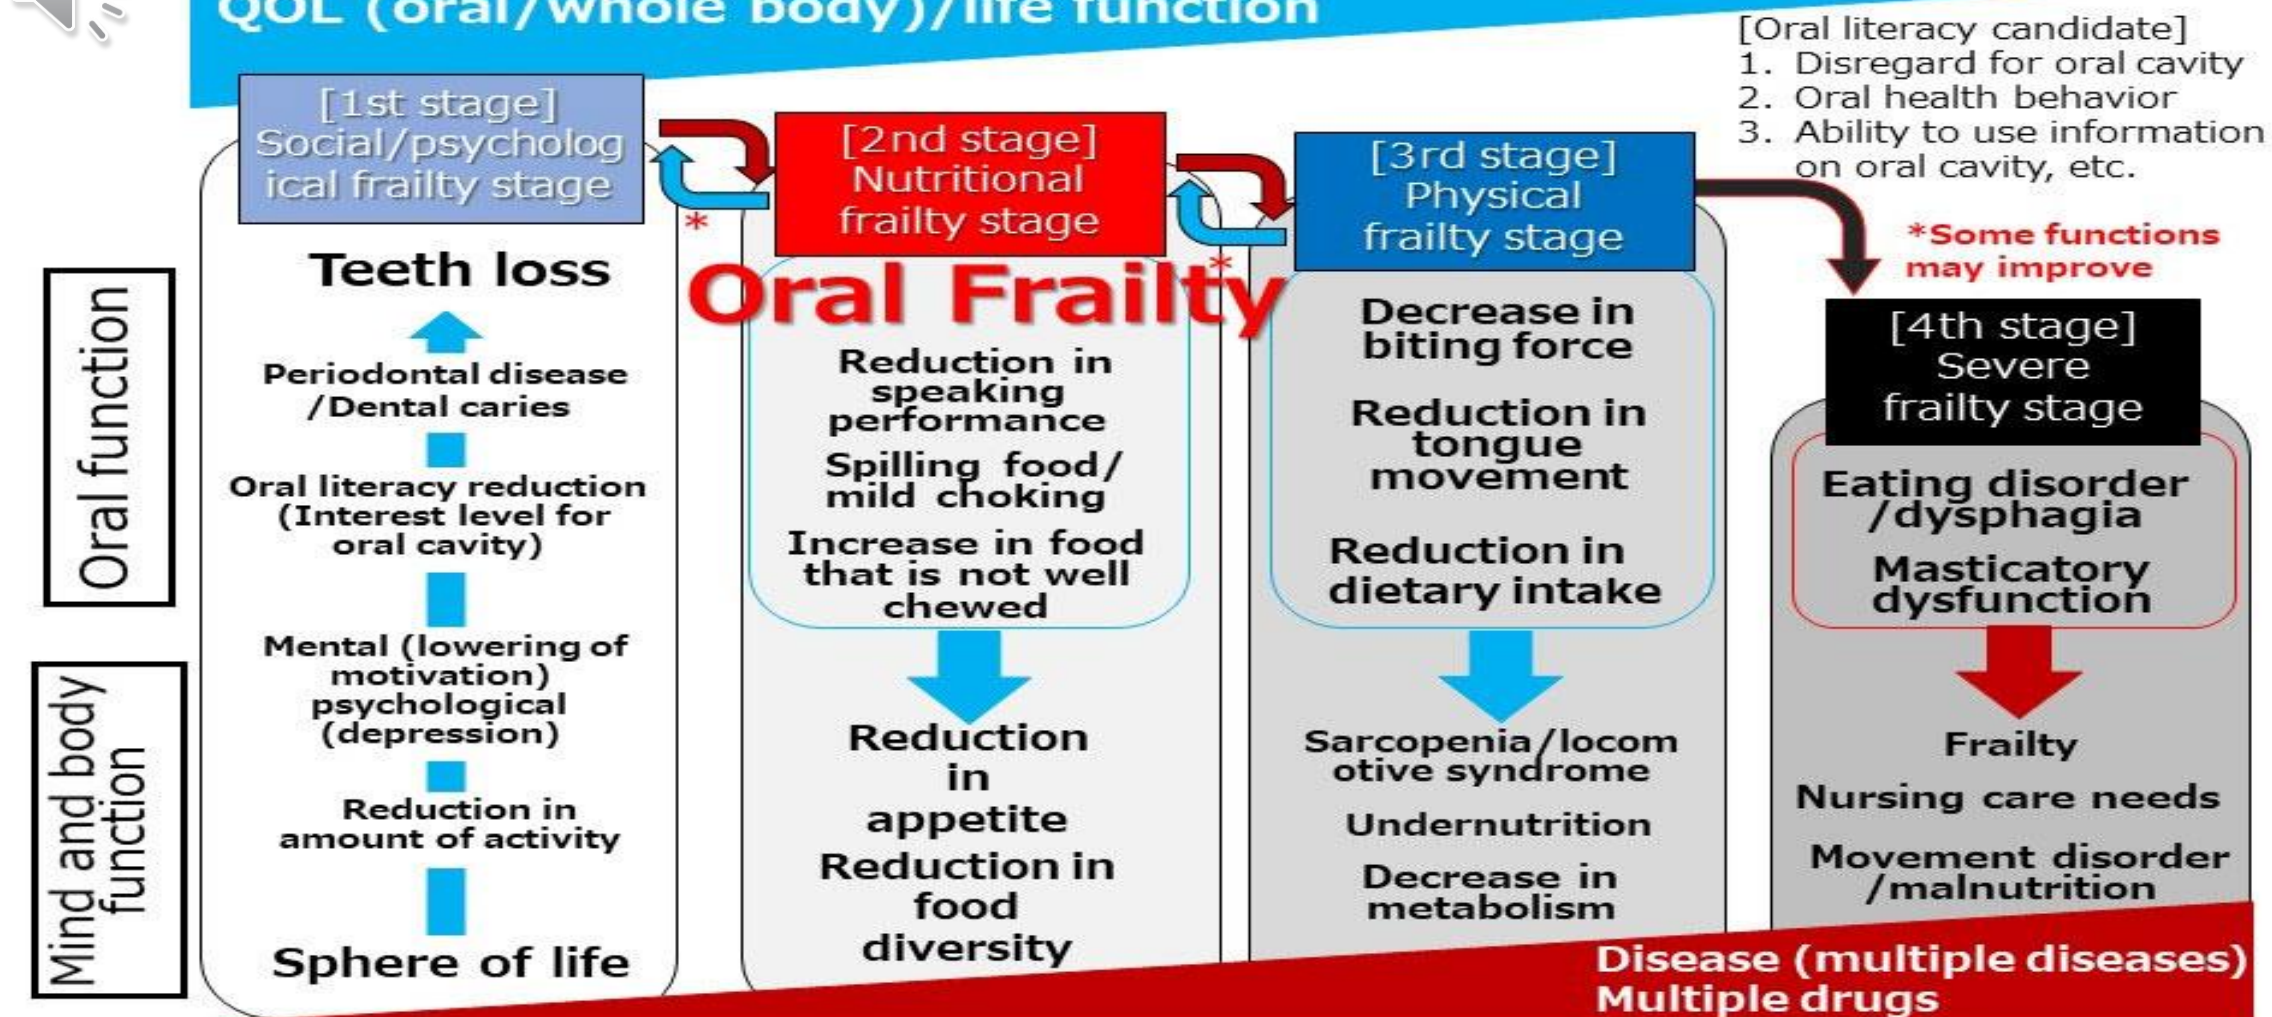 QOL (oral/whole body)/life function
[Oral literacy candidate]
1. Disregard for oral cavity
2. Oral health behavior
3. Ability to use information
on oral cavity, etc.
*Some functions
may improve
Oral function
Mind and body
function
[1st stage]
Social/psycholog
ical frailty stage
Teeth loss
Periodontal disease
/Dental caries
Oral literacy reduction
(Interest level for
oral cavity)
Mental (lowering of
motivation)
psychological
(depression)
Reduction in
amount of activity
Sphere of life
*
[2nd stage]
Nutritional
frailty stage
Oral Frailty
Reduction in
speaking
performance
Spilling food/
mild choking
Increase in food
that is not well
chewed
Reduction
in
appetite
Reduction in
food
diversity
*
[3rd stage]
Physical
frailty stage
Decrease in
biting force
Reduction in
tongue
movement
Reduction in
dietary intake
Sarcopenia/locom
otive syndrome
Undernutrition
Decrease in
metabolism
[4th stage]
Severe
frailty stage
Eating disorder
/dysphagia
Masticatory
dysfunction
Frailty
Nursing care needs
Movement disorder
/malnutrition
Disease (multiple diseases)
Multiple drugs